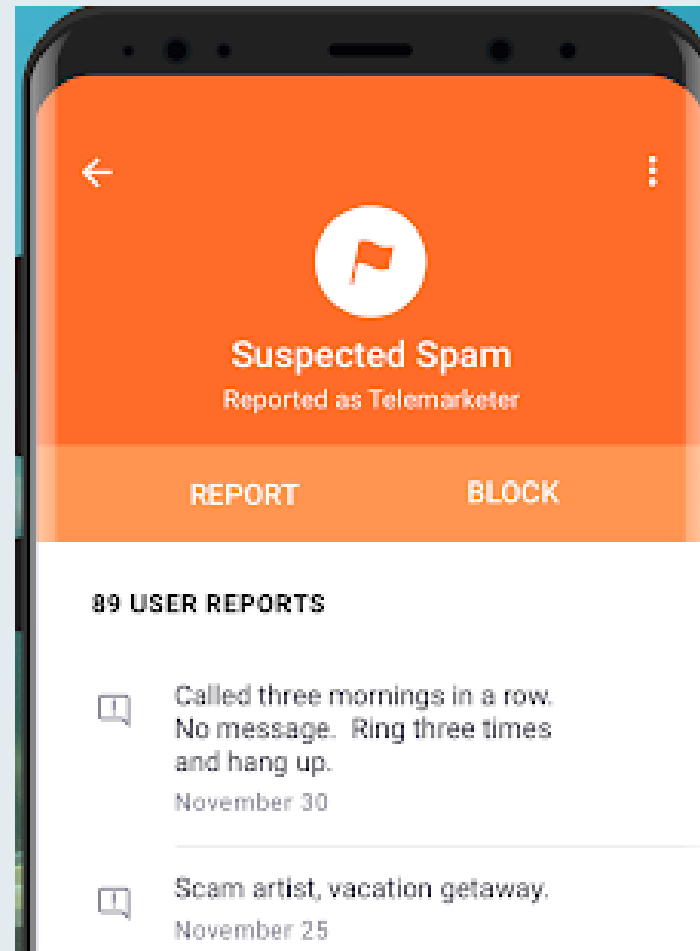 Suspected Spam
Reported as Telemarketer
REPORT BLOCK
89 USER REPORTS
Called three mornings in a row.
No message. Ring three times
and hang up.
November 30
Scam artist, vacation getaway.
November 25